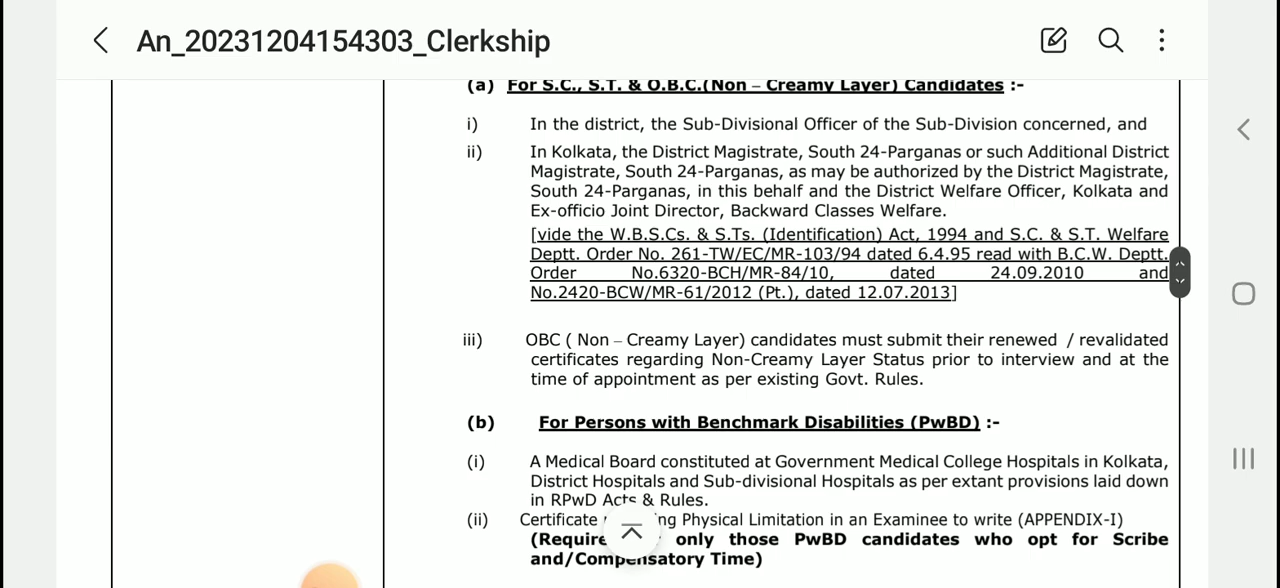 An_20231204154303_Clerkship
(a) For S.C., S.T. & O.B.C.(Non – Creamy Layer) Candidates :-
i) In the district, the Sub-Divisional Officer of the Sub-Division concerned, and
ii) In Kolkata, the District Magistrate, South 24-Parganas or such Additional District
Magistrate, South 24-Parganas, as may be authorized by the District Magistrate,
South 24-Parganas, in this behalf and the District Welfare Officer, Kolkata and
Ex-officio Joint Director, Backward Classes Welfare.
[vide the W.B.S.Cs. & S.Ts. (Identification) Act, 1994 and S.C. & S.T. Welfare
Deptt. Order No. 261-TW/EC/MR-103/94 dated 6.4.95 read with B.C.W. Deptt.
Order No.6320-BCH/MR-84/10, dated 24.09.2010 and
No.2420-BCW/MR-61/2012 (Pt.), dated 12.07.2013]
iii) OBC ( Non – Creamy Layer) candidates must submit their renewed / revalidated
certificates regarding Non-Creamy Layer Status prior to interview and at the
time of appointment as per existing Govt. Rules.
(b) For Persons with Benchmark Disabilities (PwBD) :-
(i) A Medical Board constituted at Government Medical College Hospitals in Kolkata,
District Hospitals and Sub-divisional Hospitals as per extant provisions laid down
in RPwD Acts & Rules.
(ii) Certificate Physical Limitation in an Examinee to write (APPENDIX-I)
only those PwBD candidates who opt for Scribe
and/Compensatory Time)